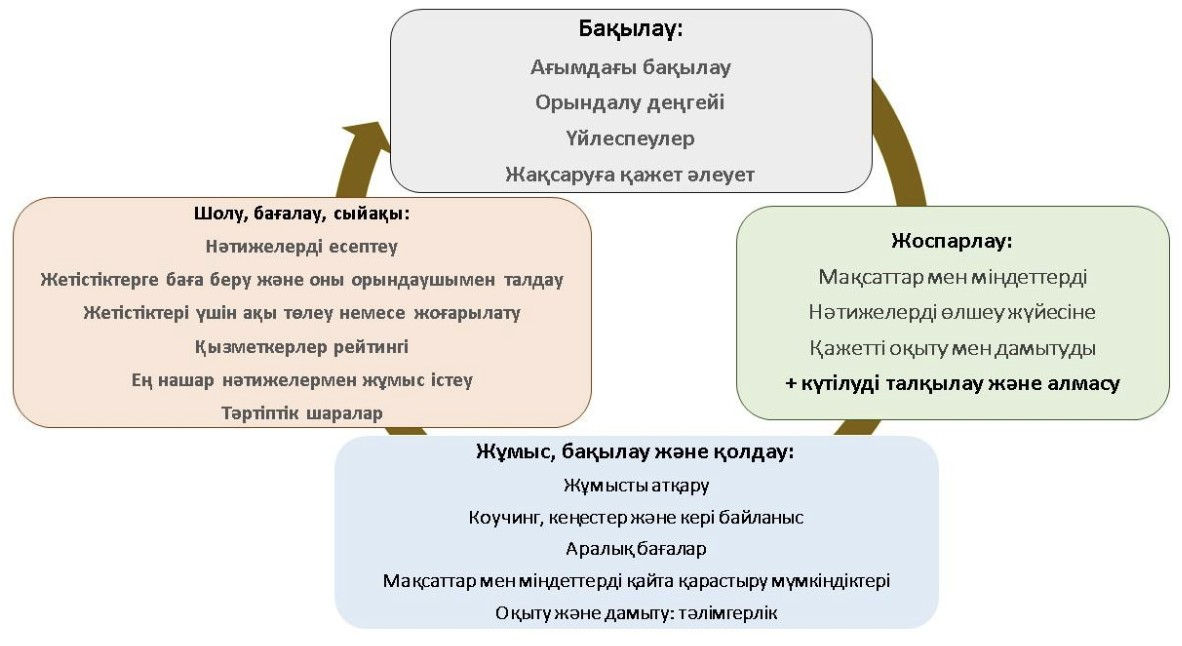 Бақылау:
Ағымдағы бақылау
Орындалу деңгейі
Үйлеспеулер
Жақсаруға қажет әлеует
Жоспарлау:
Мақсаттар мен міндеттерді
Нәтижелерді өлшеу жүйесіне
Қажетті оқыту мен дамытуды
+ күтілуді талқылау және алмасу
Жұмыс, бақылау және қолдау:
Жұмысты атқару
Коучинг, кеңестер және кері байланыс
Аралық бағалар
Мақсаттар мен міндеттерді қайта қарастыру мүмкіндіктері
Оқыту және дамыту: тәлімгерлік
Шолу, бағалау, сыйақы:
Нәтижелерді есептеу
Жетістіктерге баға беру және оны орындаушымен талдау
Жетістіктері үшін ақы төлеу немесе жоғарылату
Қызметкерлер рейтингі
Ең нашар нәтижелермен жұмыс істеу
Тәртіптік шаралар